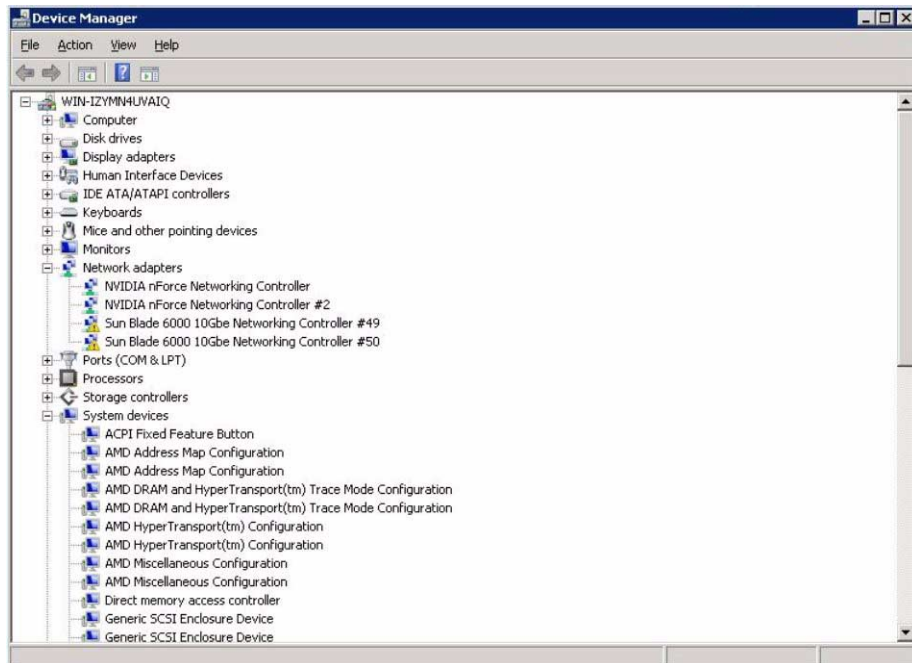 Device Manager
File Action View Help
WIN-IZYMN4UVAIQ
Computer
Disk drives
Display adapters
Human Interface Devices
IDE ATA/ATAPI controllers
Keyboards
Mice and other pointing devices
Monitors
Network adapters
NVIDIA nForce Networking Controller
NVIDIA nForce Networking Controller #2
Sun Blade 6000 10Gbe Networking Controller #49
Sun Blade 6000 10Gbe Networking Controller #50
Ports (COM & LPT)
Processors
Storage controllers
System devices
ACPI Fixed Feature Button
AMD Address Map Configuration
AMD Address Map Configuration
AMD DRAM and HyperTransport(tm) Trace Mode Configuration
AMD DRAM and HyperTransport(tm) Trace Mode Configuration
AMD HyperTransport(tm) Configuration
AMD HyperTransport(tm) Configuration
AMD Miscellaneous Configuration
AMD Miscellaneous Configuration
Direct memory access controller
Generic SCSI Enclosure Device
Generic SCSI Enclosure Device